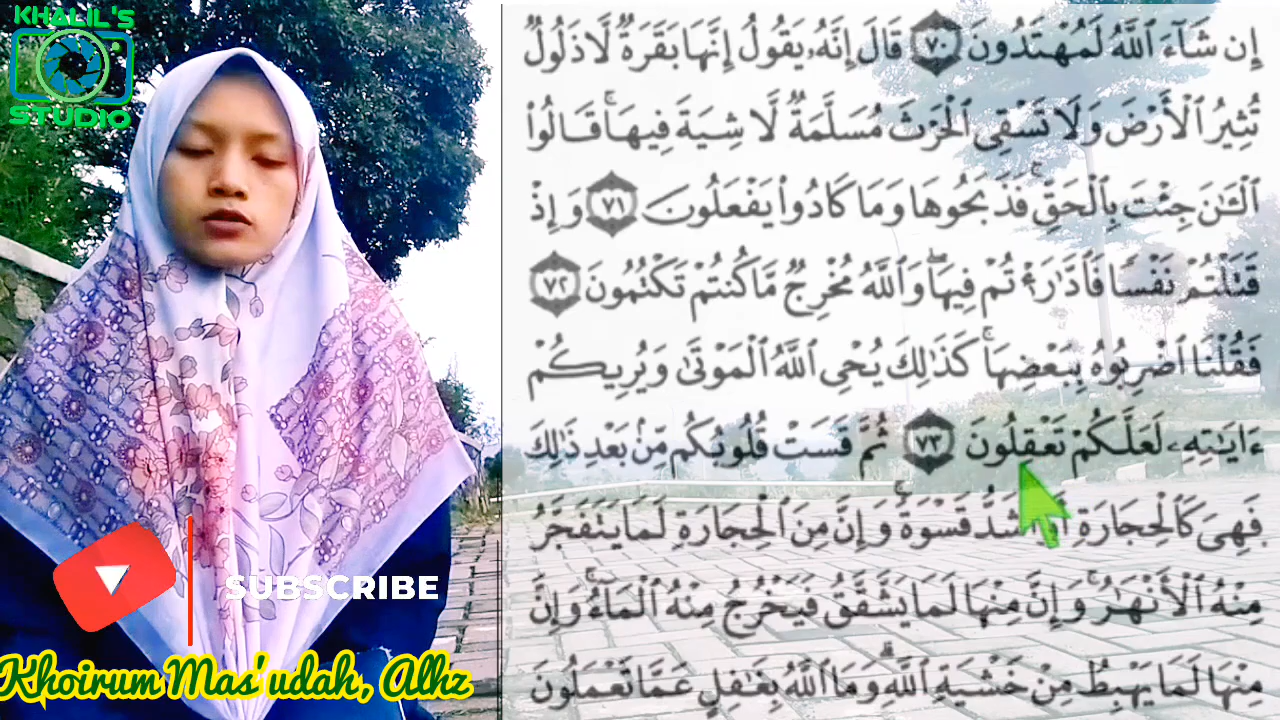 KHALIL'S
STUDIO
إِن شَآءَ ٱللَّهُ لَمُهْتَدُونَ ٧٠ قَالَ إِنَّهُۥ يَقُولُ إِنَّهَا بَقَرَةٌ لَّا ذَلُولٌ
تُثِيرُ ٱلْأَرْضَ وَلَا تَسْقِى ٱلْحَرْثَ مُسَلَّمَةٌ لَّا شِيَةَ فِيهَا ۚ قَالُوا۟
ٱلْـَٰٔنَ جِئْتَ بِٱلْحَقِّ ۚ فَذَبَحُوهَا وَمَا كَادُوا۟ يَفْعَلُونَ ٧١ وَإِذْ
قَتَلْتُمْ نَفْسًا فَٱدَّٰرَْٰٔتُمْ فِيهَا ۖ وَٱللَّهُ مُخْرِجٌ مَّا كُنتُمْ تَكْتُمُونَ ٧٢
فَقُلْنَا ٱضْرِبُوهُ بِبَعْضِهَا ۚ كَذَٰلِكَ يُحْىِ ٱللَّهُ ٱلْمَوْتَىٰ وَيُرِيكُمْ
ءَايَٰتِهِۦ لَعَلَّكُمْ تَعْقِلُونَ ٧٣ ثُمَّ قَسَتْ قُلُوبُكُم مِّنۢ بَعْدِ ذَٰلِكَ
فَهِىَ كَٱلْحِجَارَةِ أَوْ أَشَدُّ قَسْوَةً ۚ وَإِنَّ مِنَ ٱلْحِجَارَةِ لَمَا يَتَفَجَّرُ
مِنْهُ ٱلْأَنْهَٰرُ ۚ وَإِنَّ مِنْهَا لَمَا يَشَّقَّقُ فَيَخْرُجُ مِنْهُ ٱلْمَآءُ ۚ وَإِنَّ
مِنْهَا لَمَا يَهْبِطُ مِنْ خَشْيَةِ ٱللَّهِ ۗ وَمَا ٱللَّهُ بِغَٰفِلٍ عَمَّا تَعْمَلُونَ
SUBSCRIBE
Khoirum Mas'udah, Alhz